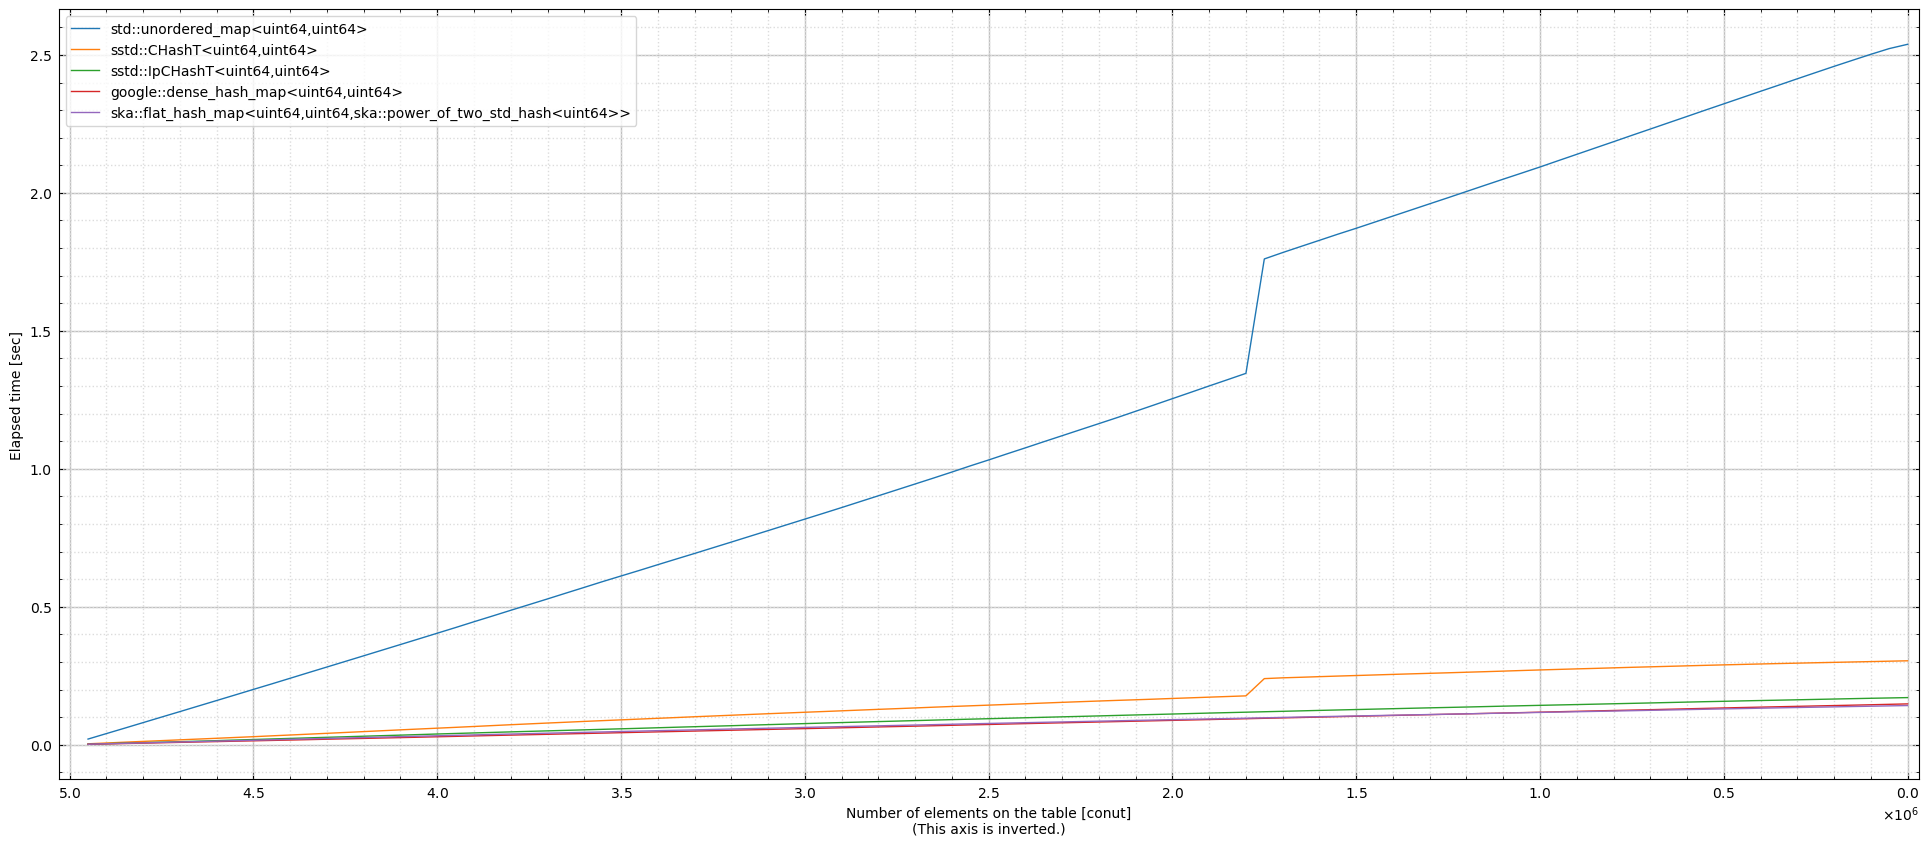 std::unordered_map<uint64,uint64>
sstd::CHashT<uint64,uint64>
sstd::IpCHashT<uint64,uint64>
google::dense_hash_map<uint64,uint64>
ska::flat_hash_map<uint64,uint64,ska::power_of_two_std_hash<uint64>>
Elapsed time [sec]
2.5
2.0
1.5
1.0
0.5
0.0
5.0 4.5 4.0 3.5 3.0 2.5 2.0 1.5 1.0 0.5 0.0
×10⁶
Number of elements on the table [conut]
(This axis is inverted.)